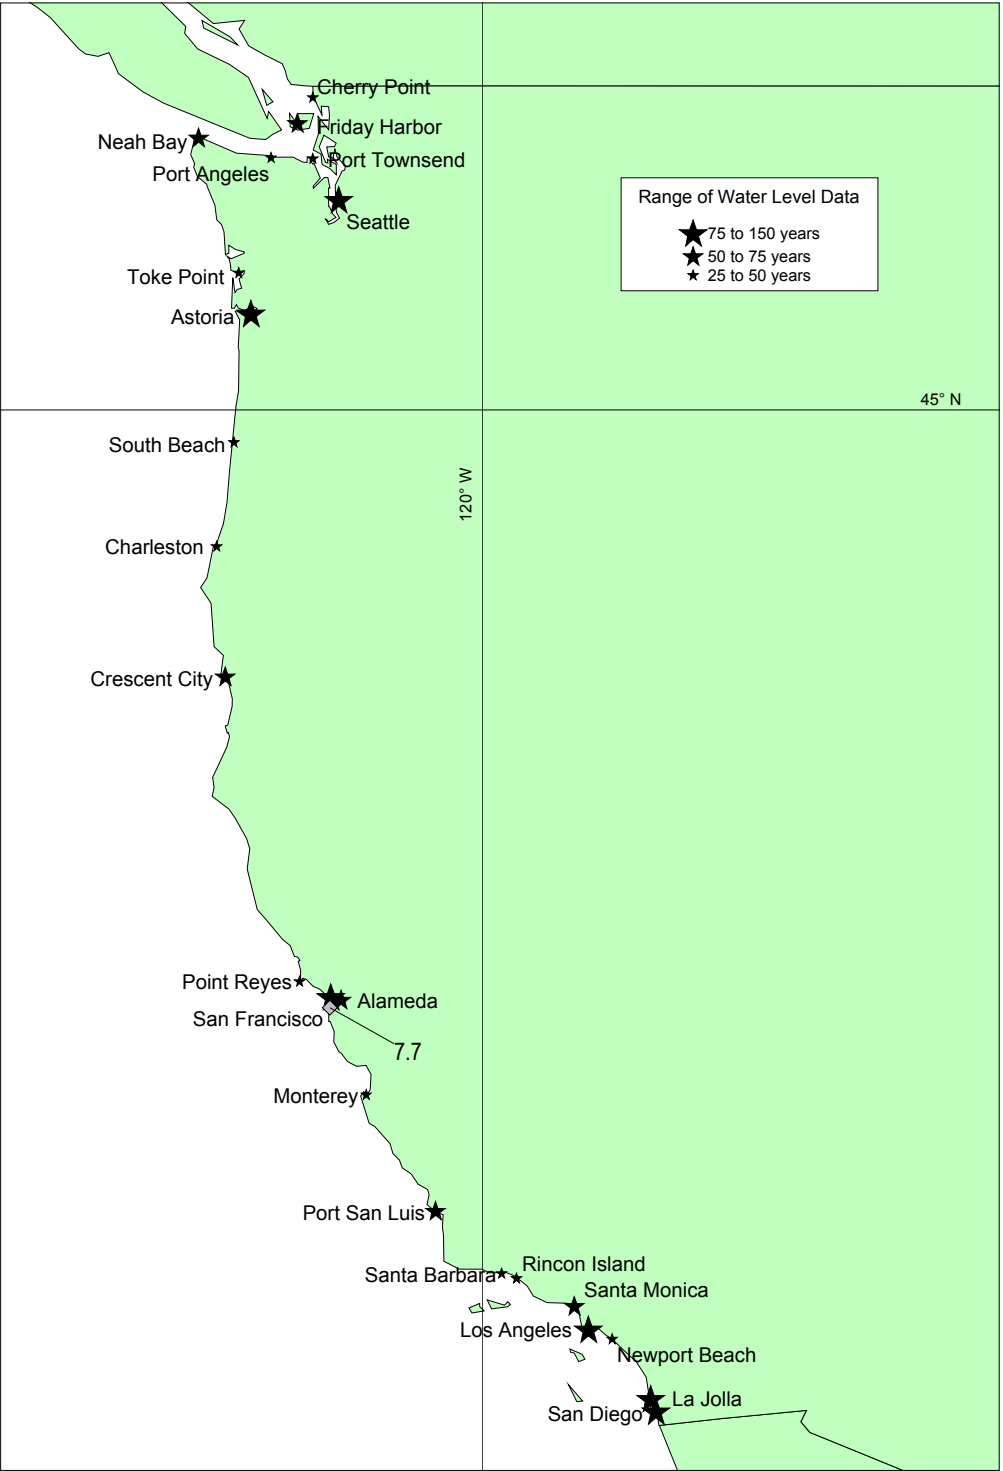 Cherry Point
Friday Harbor
Neah Bay
Port Townsend
Port Angeles
Seattle
Range of Water Level Data
75 to 150 years
50 to 75 years
25 to 50 years
Toke Point
Astoria
45° N
South Beach
120° W
Charleston
Crescent City
Point Reyes
Alameda
San Francisco
7.7
Monterey
Port San Luis
Rincon Island
Santa Barbara
Santa Monica
Los Angeles
Newport Beach
La Jolla
San Diego